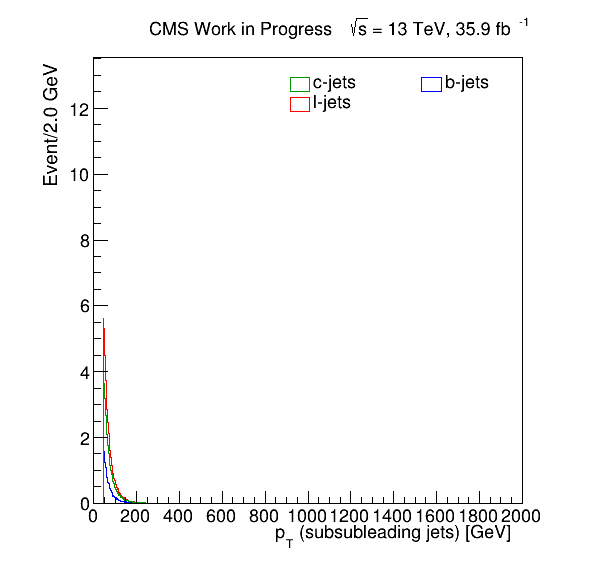 CMS Work in Progress √s = 13 TeV, 35.9 fb -1
Event/2.0 GeV
c-jets b-jets
l-jets
12
10
8
6
4
2
0
0 200 400 600 800 1000 1200 1400 1600 1800 2000
pT (subsubleading jets) [GeV]